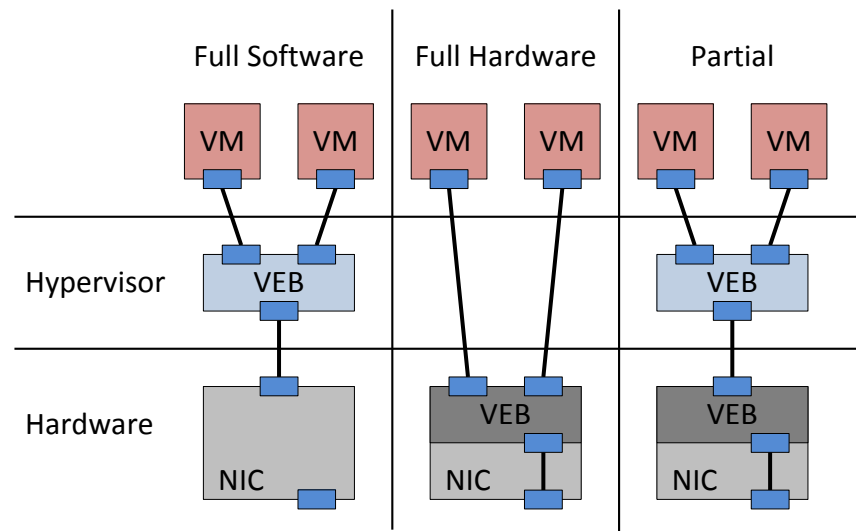 Full Software Full Hardware Partial
VM VM VM VM VM VM
Hypervisor VEB VEB
Hardware VEB VEB
NIC NIC NIC